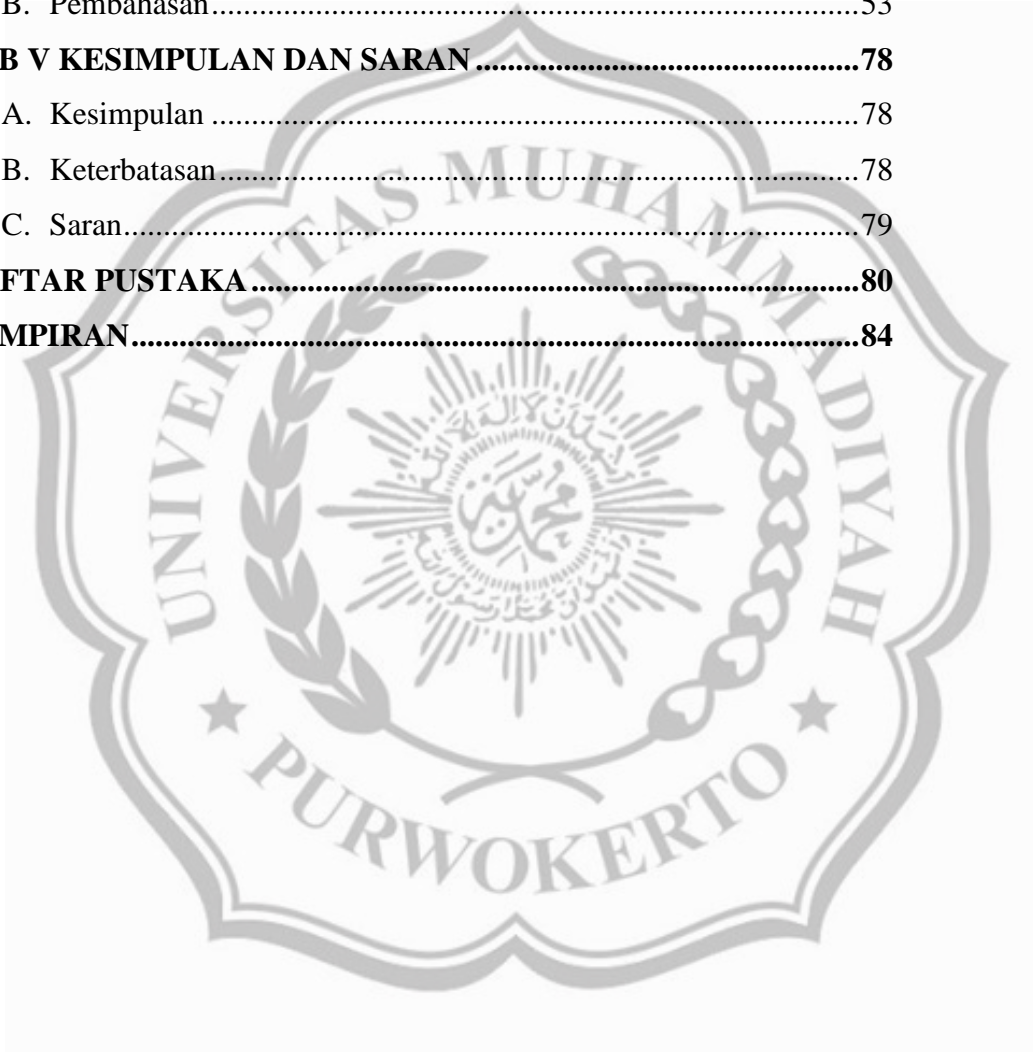 B. Pembahasan....................53
B V KESIMPULAN DAN SARAN....................78
A. Kesimpulan....................78
B. Keterbatasan....................78
C. Saran....................79
FTAR PUSTAKA....................80
MPIRAN....................84
UNIVERSITAS MUHAMMADIYAH
PURWOKERTO